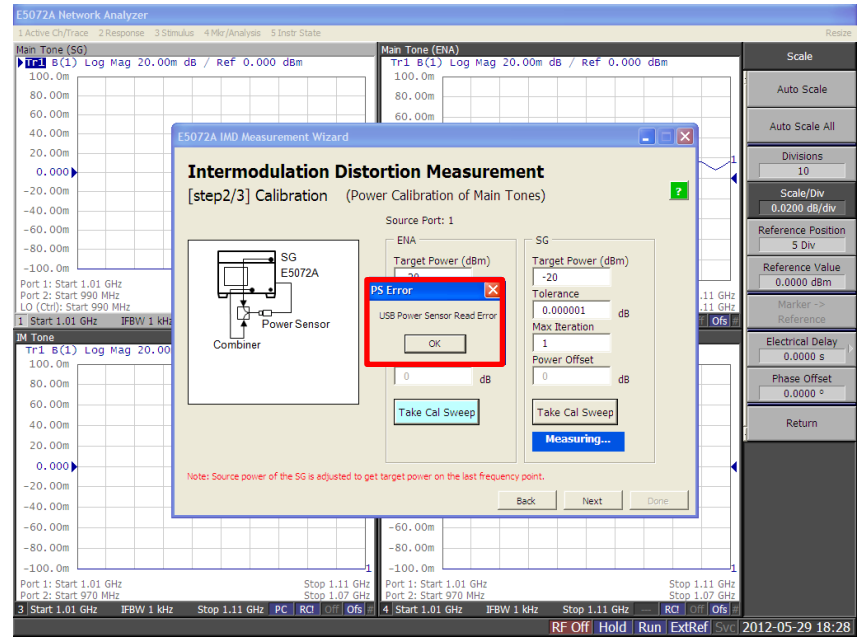 E5072A Network Analyzer
1 Active Ch/Trace 2 Response 3 Stimulus 4 Mkr/Analysis 5 Instr State
Resize
Main Tone (SG)
Tr1 B(1) Log Mag 20.00m dB / Ref 0.000 dBm
100.0m
80.00m
60.00m
40.00m
20.00m
0.000
-20.00m
-40.00m
-60.00m
-80.00m
-100.0m
Port 1: Start 1.01 GHz
Port 2: Start 990 MHz
LO (Ctrl): Start 990 MHz
1 Start 1.01 GHz IFBW 1 kHz
Main Tone (ENA)
Tr1 B(1) Log Mag 20.00m dB / Ref 0.000 dBm
100.0m
80.00m
60.00m
1
.11 GHz
.11 GHz
Ofs #
E5072A IMD Measurement Wizard
Intermodulation Distortion Measurement
[step2/3] Calibration (Power Calibration of Main Tones)
?
Source Port: 1
SG
E5072A
Power Sensor
Combiner
ENA
Target Power (dBm)
-20
PS Error
USB Power Sensor Read Error
OK
0 dB
Take Cal Sweep
SG
Target Power (dBm)
-20
Tolerance
0.000001 dB
Max Iteration
1
Power Offset
0 dB
Take Cal Sweep
Measuring...
Note: Source power of the SG is adjusted to get target power on the last frequency point.
Back Next Done
IM Tone
Tr1 B(1) Log Mag 20.00
100.0m
80.00m
60.00m
40.00m
20.00m
0.000
-20.00m
-40.00m
-60.00m
-80.00m
-100.0m
1
Port 1: Start 1.01 GHz Stop 1.11 GHz
Port 2: Start 970 MHz Stop 1.07 GHz
3 Start 1.01 GHz IFBW 1 kHz Stop 1.11 GHz PC RC! Off Ofs #
-60.00m
-80.00m
-100.0m
1
Port 1: Start 1.01 GHz Stop 1.11 GHz
Port 2: Start 970 MHz Stop 1.07 GHz
4 Start 1.01 GHz IFBW 1 kHz Stop 1.11 GHz --- RC! Off Ofs #
Scale
Auto Scale
Auto Scale All
Divisions
10
Scale/Div
0.0200 dB/div
Reference Position
5 Div
Reference Value
0.0000 dBm
Marker ->
Reference
Electrical Delay
0.0000 s
Phase Offset
0.0000 °
Return
RF Off Hold Run ExtRef Svc 2012-05-29 18:28